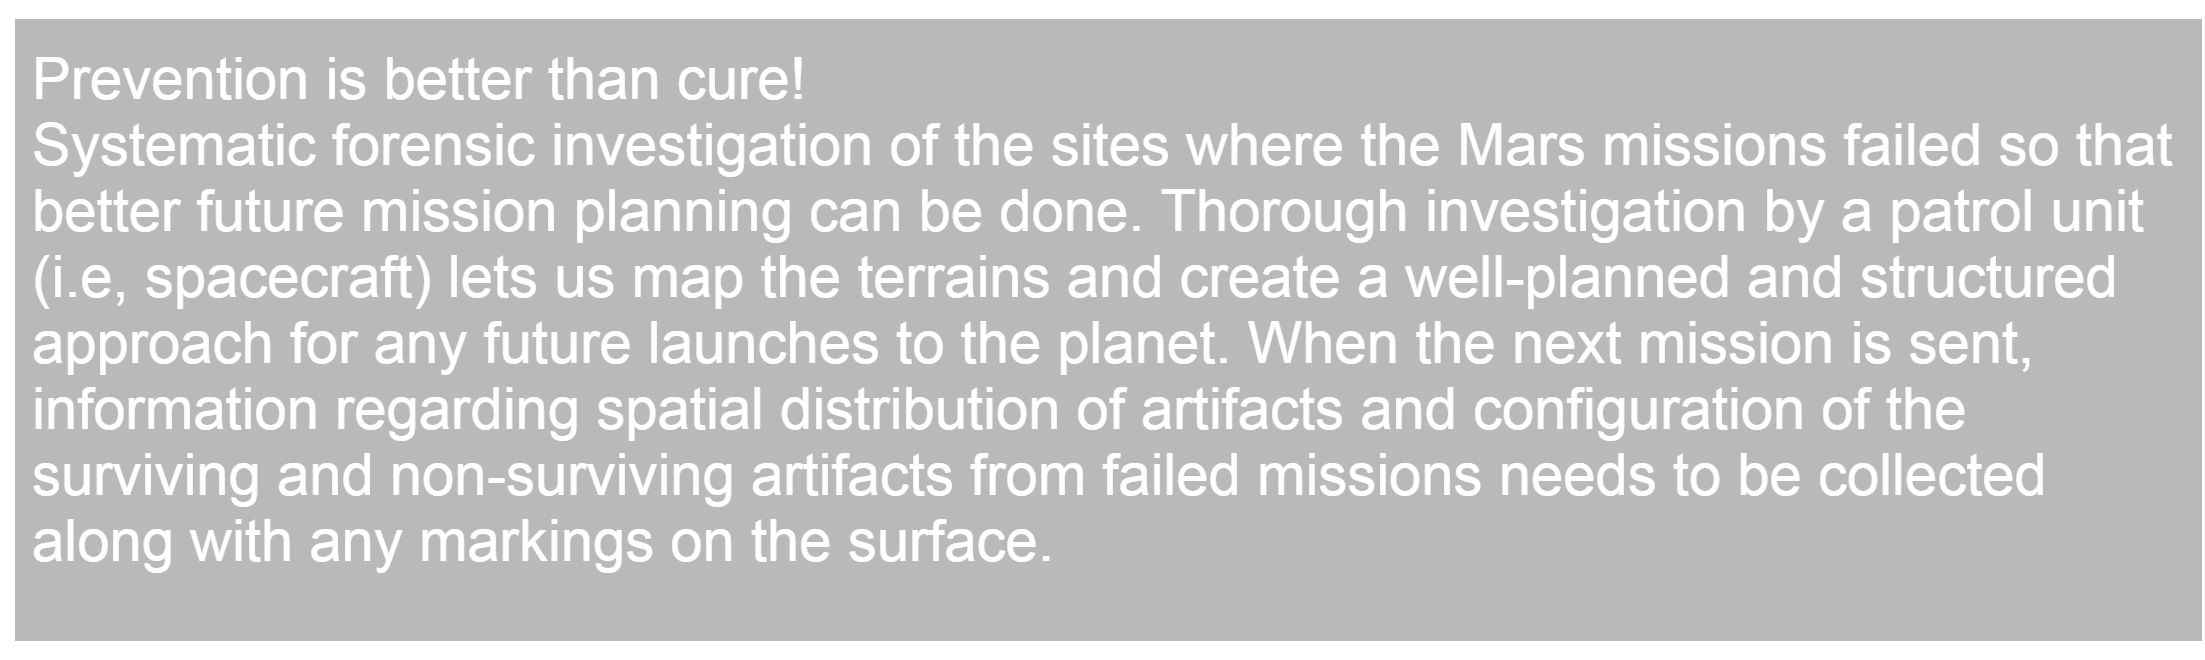 Prevention is better than cure!
Systematic forensic investigation of the sites where the Mars missions failed so that
better future mission planning can be done. Thorough investigation by a patrol unit
(i.e, spacecraft) lets us map the terrains and create a well-planned and structured
approach for any future launches to the planet. When the next mission is sent,
information regarding spatial distribution of artifacts and configuration of the
surviving and non-surviving artifacts from failed missions needs to be collected
along with any markings on the surface.